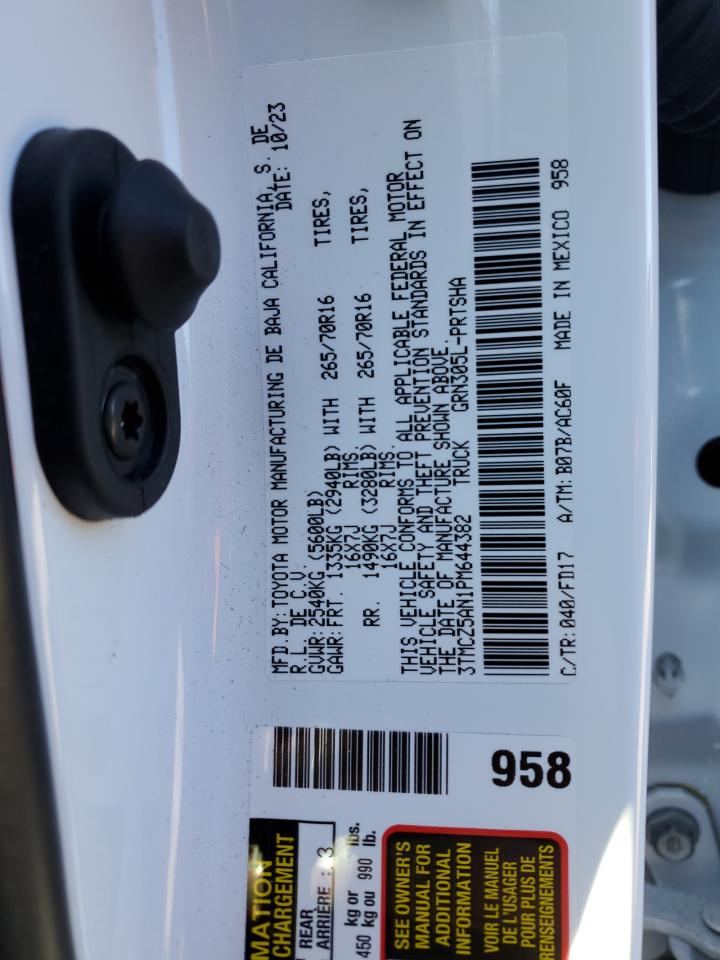 MFD.BY: TOYOTA MOTOR MANUFACTURING DE BAJA CALIFORNIA, S. DE
R.L. DE C.V. DATE: 10/23
GVWR: 2540KG (5600LB)
GAWR: FRT. 1335KG (2940LB) WITH 265/70R16 TIRES,
16X7J RIMS.
RR. 1490KG (3280LB) WITH 265/70R16 TIRES,
16X7J RIMS.
THIS VEHICLE CONFORMS TO ALL APPLICABLE FEDERAL MOTOR
VEHICLE SAFETY AND THEFT PREVENTION STANDARDS IN EFFECT ON
THE DATE OF MANUFACTURE SHOWN ABOVE.
3TMCZ5AN1PM644382 TRUCK GRN305L-PRTSHA
C/TR: 040/FD17 A/TM: B07B/AC60F MADE IN MEXICO 958
958
MATION
CHARGEMENT
REAR
ARRIÈRE : 3
450 kg or 990 lbs.
450 kg ou 990 lb.
SEE OWNER'S
MANUAL FOR
ADDITIONAL
INFORMATION
VOIR LE MANUEL
DE L'USAGER
POUR PLUS DE
RENSEIGNEMENTS